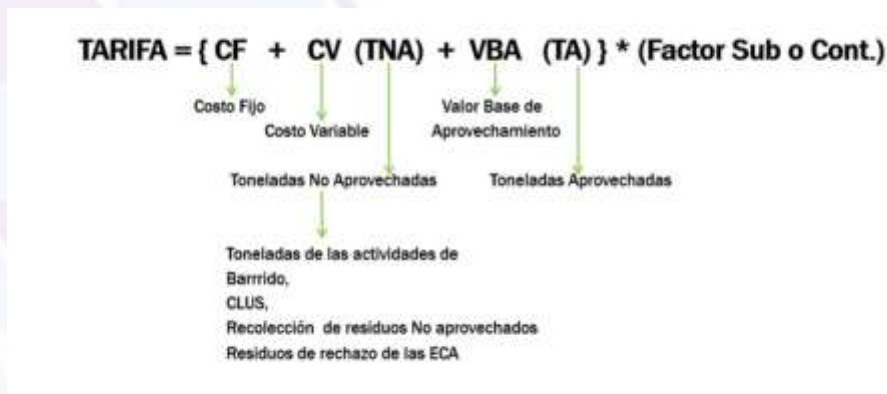 TARIFA = { CF + CV (TNA) + VBA (TA) } * (Factor Sub o Cont.)
Costo Fijo
Valor Base de
Costo Variable
Aprovechamiento
Toneladas No Aprovechadas
Toneladas Aprovechadas
Toneladas de las actividades de
Barrrido,
CLUS,
Recolección de residuos No aprovechados
Residuos de rechazo de las ECA